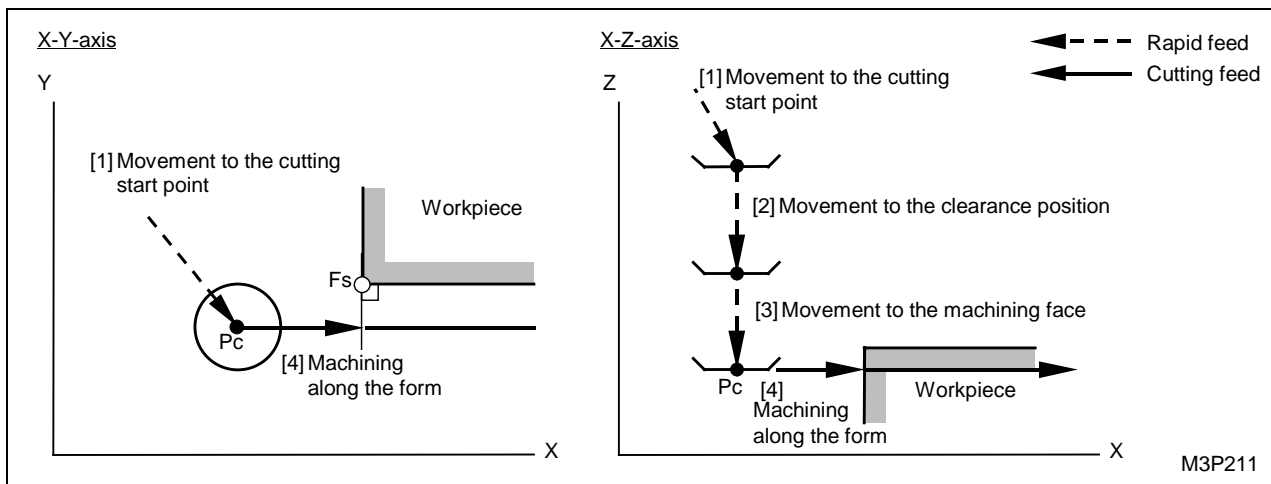 X-Y-axis
Y
[1] Movement to the cutting
start point
Workpiece
Fs
Pc
[4] Machining
along the form
X
X-Z-axis
Z
[1] Movement to the cutting
start point
[2] Movement to the clearance position
[3] Movement to the machining face
Pc
[4]
Machining
along the form
Workpiece
X
Rapid feed
Cutting feed
M3P211